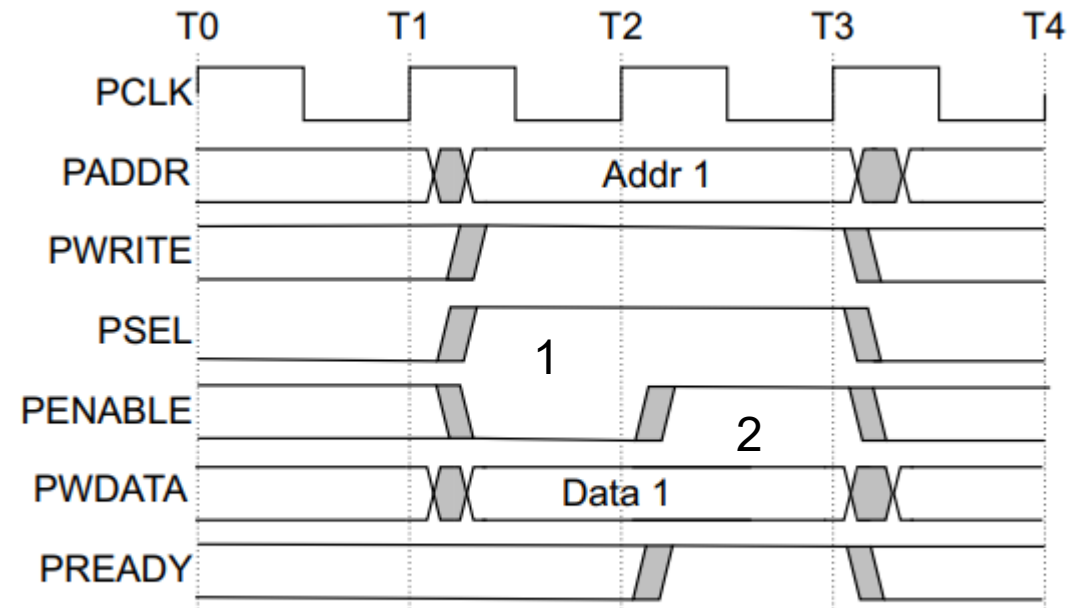 T0 T1 T2 T3 T4
PCLK
PADDR Addr 1
PWRITE
PSEL
1
PENABLE
2
PWDATA Data 1
PREADY